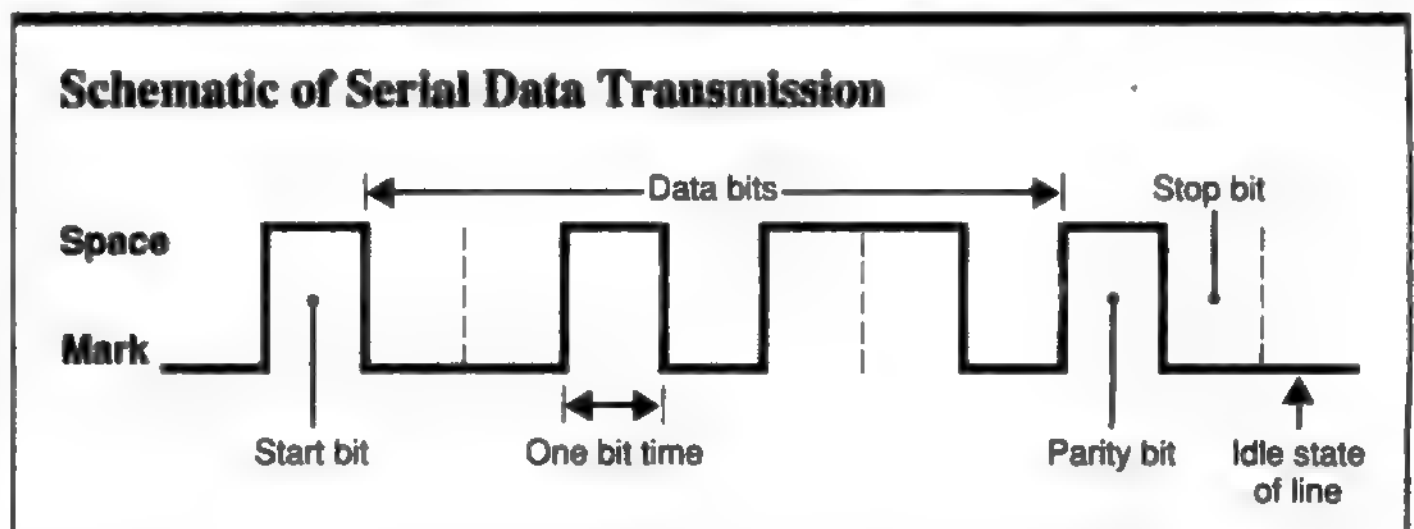 Schematic of Serial Data Transmission
Data bits
Stop bit
Space
Mark
Start bit
One bit time
Parity bit
Idle state
of line